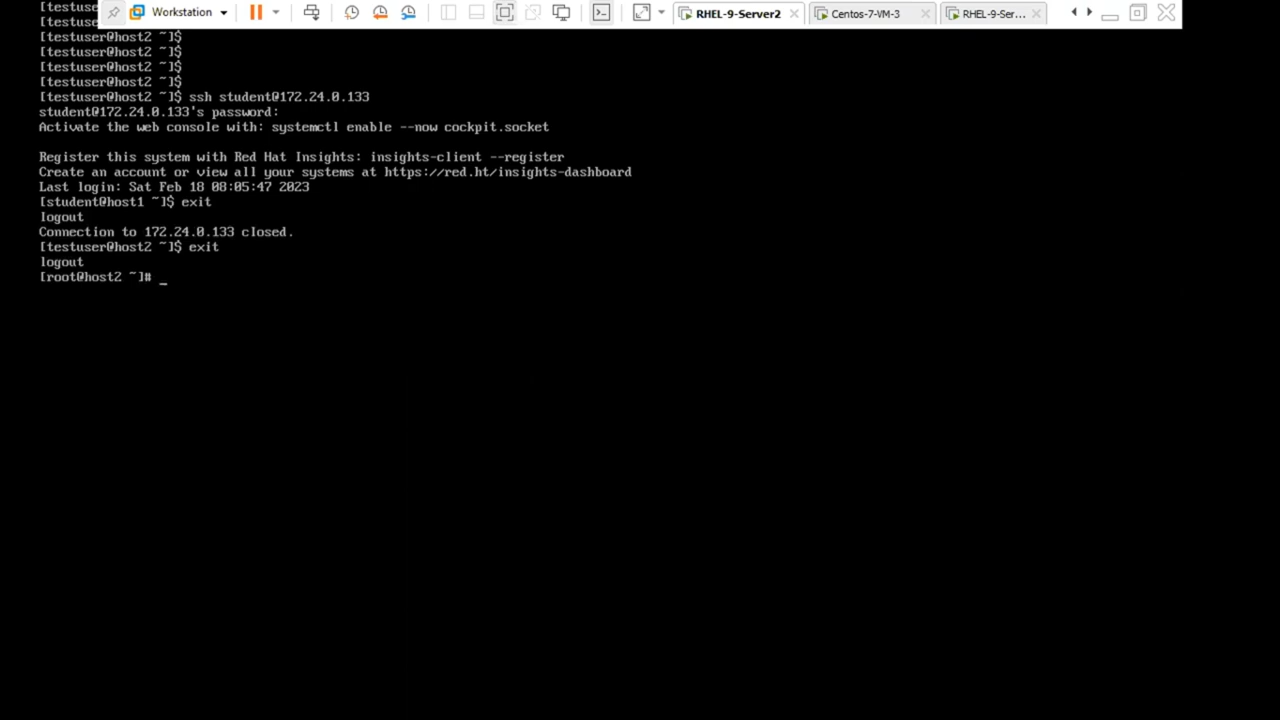 [testuse
Workstation
RHEL-9-Server2
Centos-7-VM-3
RHEL-9-Ser...
[testuser@host2 ~]$
[testuser@host2 ~]$
[testuser@host2 ~]$
[testuser@host2 ~]$
[testuser@host2 ~]$ ssh student@172.24.0.133
student@172.24.0.133's password:
Activate the web console with: systemctl enable --now cockpit.socket
Register this system with Red Hat Insights: insights-client --register
Create an account or view all your systems at https://red.ht/insights-dashboard
Last login: Sat Feb 18 08:05:47 2023
[student@host1 ~]$ exit
logout
Connection to 172.24.0.133 closed.
[testuser@host2 ~]$ exit
logout
[root@host2 ~]# _